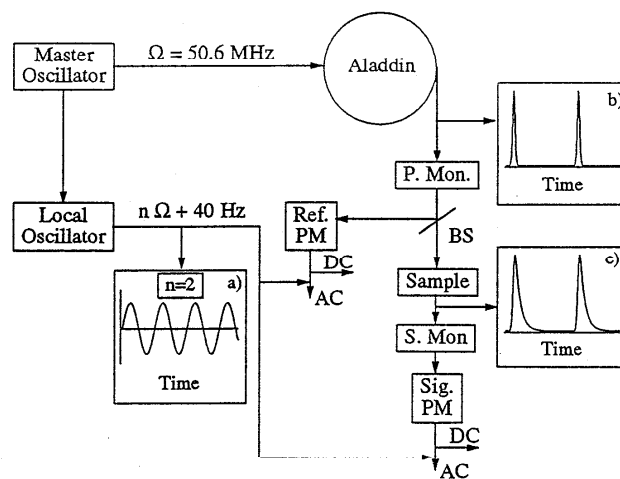 Master
Oscillator
Ω = 50.6 MHz
Aladdin
b)
Time
P. Mon.
Local
Oscillator
n Ω + 40 Hz
Ref.
PM
BS
DC
AC
n=2
a)
Time
Sample
c)
Time
S. Mon
Sig.
PM
DC
AC